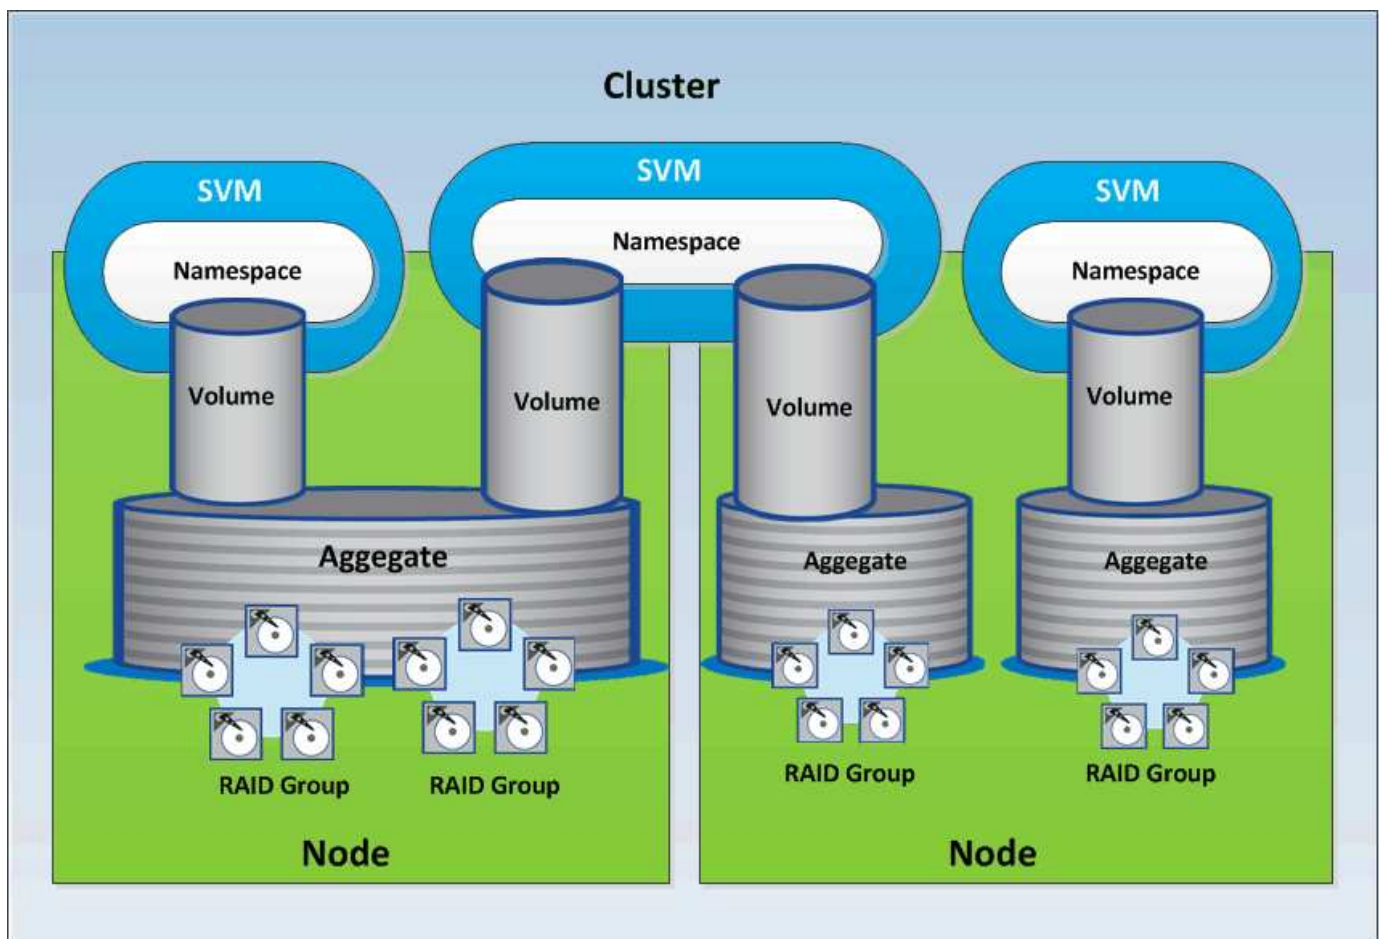 Cluster
SVM
SVM
SVM
Namespace
Namespace
Namespace
Volume
Volume
Volume
Volume
Aggegate
Aggegate
Aggegate
RAID Group
RAID Group
RAID Group
RAID Group
Node
Node